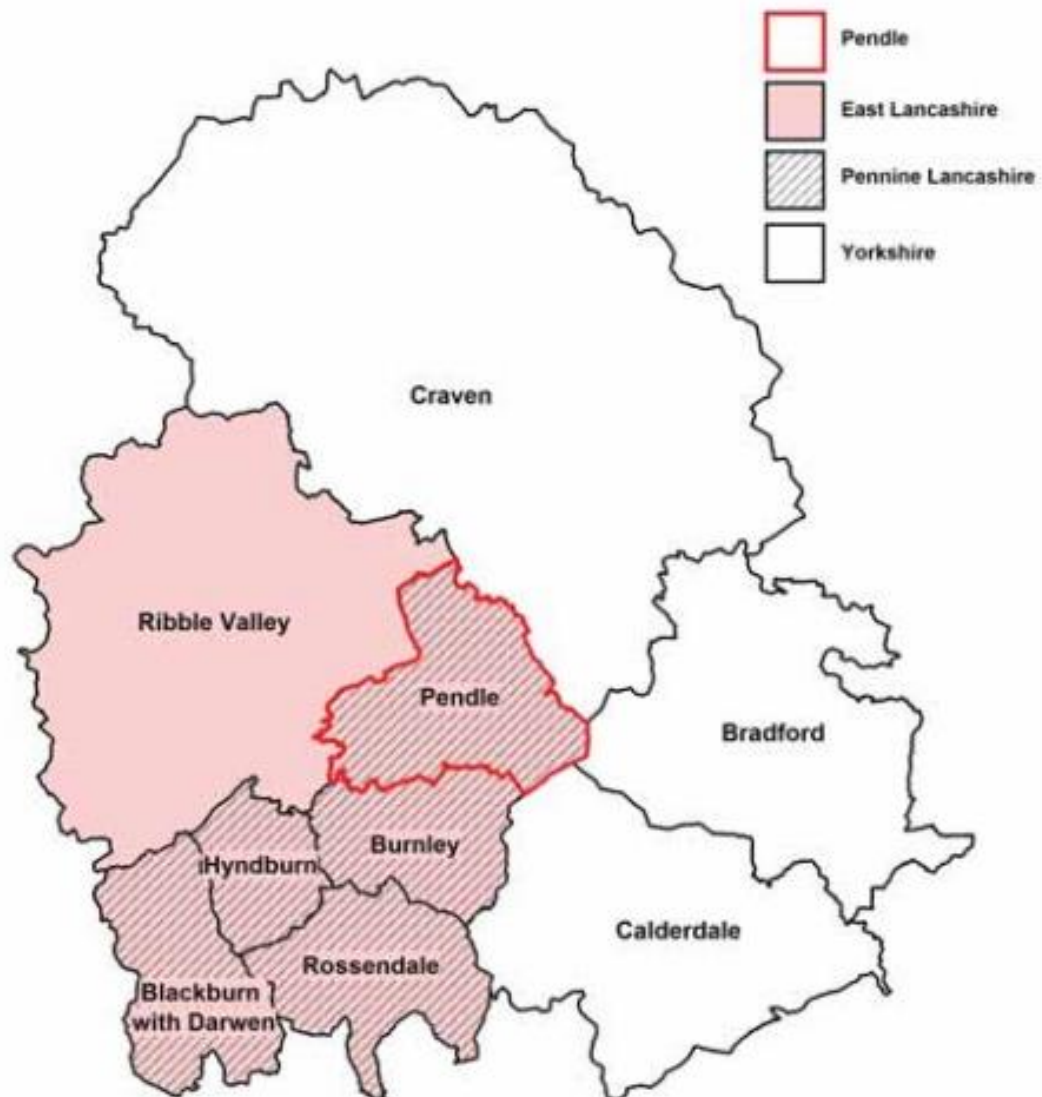 Pendle
East Lancashire
Pennine Lancashire
Yorkshire
Craven
Ribble Valley
Pendle
Bradford
Burnley
Hyndburn
Calderdale
Rossendale
Blackburn
with Darwen